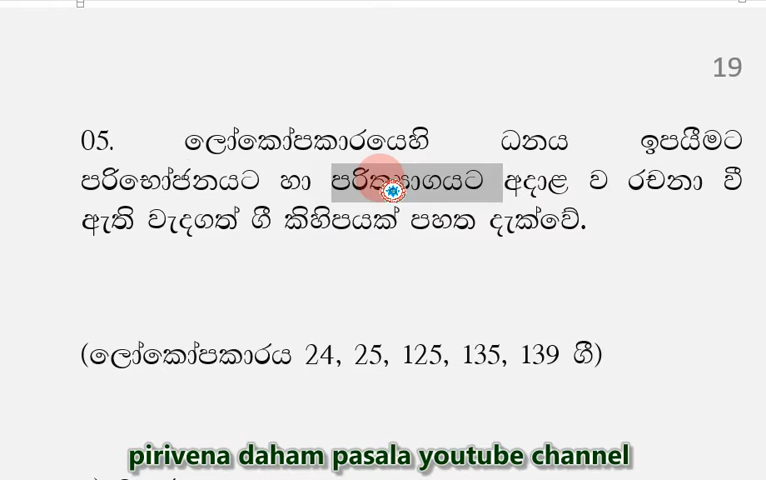 19
05. ලෝකෝපකාරයෙහි ධනය ඉපයීමට
පරිභෝජනයට හා පරිත්‍යාගයට අදාළ ව රචනා වී
ඇති වැදගත් ගී කිහිපයක් පහත දැක්වේ.
(ලෝකෝපකාරය 24, 25, 125, 135, 139 ගී)
pirivena daham pasala youtube channel